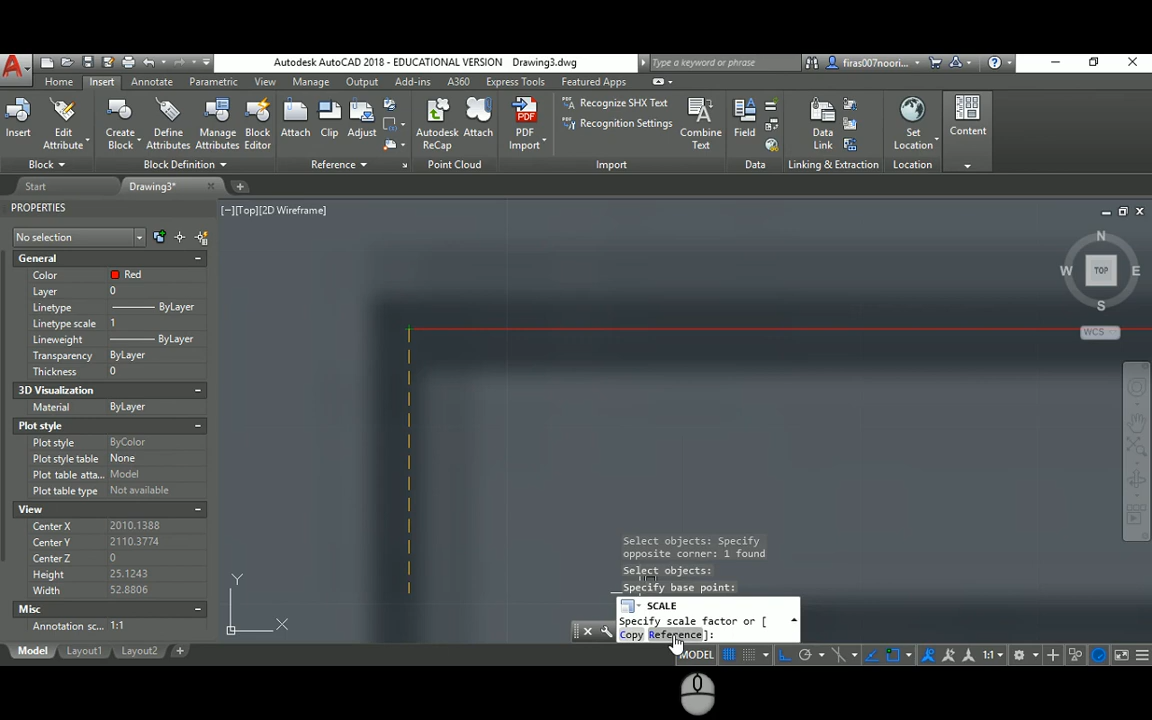 Autodesk AutoCAD 2018 - EDUCATIONAL VERSION Drawing3.dwg
Type a keyword or phrase
firas007noori...
Home Insert Annotate Parametric View Manage Output Add-ins A360 Express Tools Featured Apps
Insert
Edit Attribute
Create Block
Define Attributes
Manage Attributes
Block Editor
Attach
Clip
Adjust
Autodesk ReCap
Attach
PDF Import
Recognize SHX Text
Recognition Settings
Combine Text
Field
Data Link
Set Location
Content
Block Block Definition Reference Point Cloud Import Data Linking & Extraction Location
Start Drawing3*
PROPERTIES
[−][Top][2D Wireframe]
No selection
General
Color Red
Layer 0
Linetype ByLayer
Linetype scale 1
Lineweight ByLayer
Transparency ByLayer
Thickness 0
3D Visualization
Material ByLayer
Plot style
Plot style ByColor
Plot style table None
Plot table atta... Model
Plot table type Not available
View
Center X 2010.1388
Center Y 2110.3774
Center Z 0
Height 25.1243
Width 52.8806
Misc
Annotation sc... 1:1
N
W TOP E
S
WCS
Y
X
Select objects: Specify
opposite corner: 1 found
Select objects:
Specify base point:
SCALE
Specify scale factor or [
Copy Reference]:
Model Layout1 Layout2
MODEL 1:1